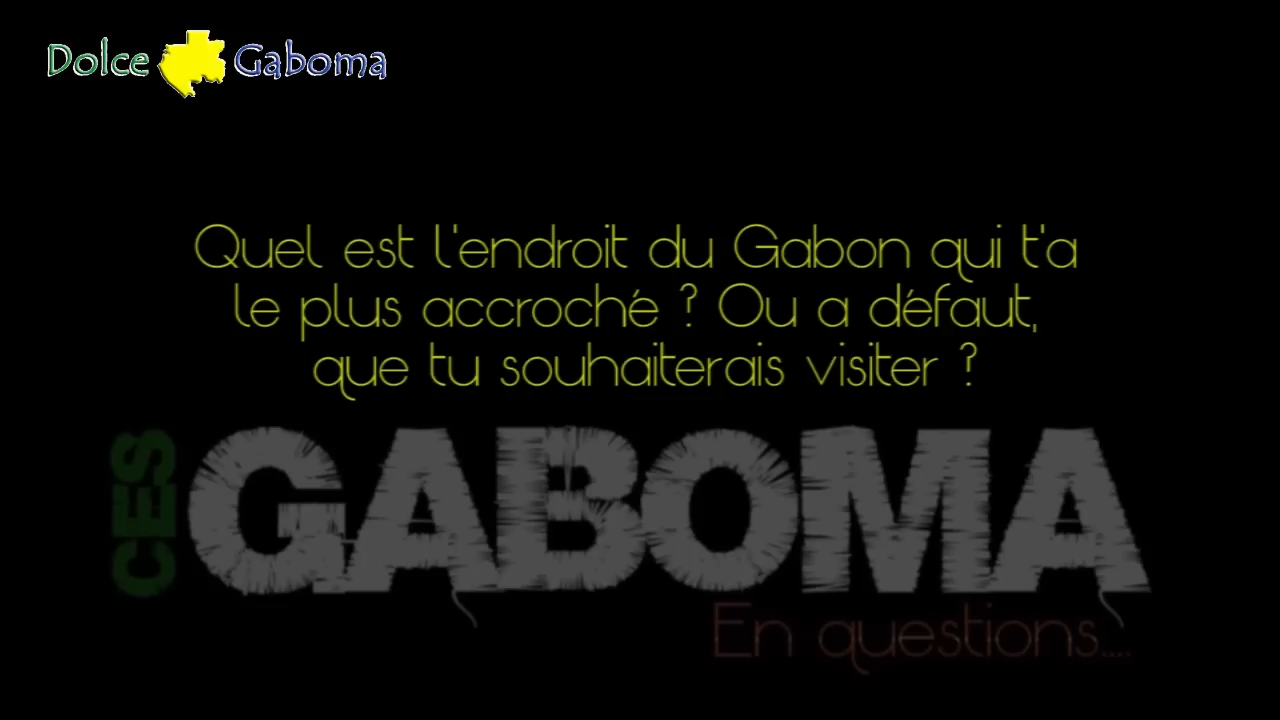 Dolce Gaboma
Quel est l'endroit du Gabon qui t'a
le plus accroché ? Ou a défaut,
que tu souhaiterais visiter ?
CES
GABOMA
En questions....